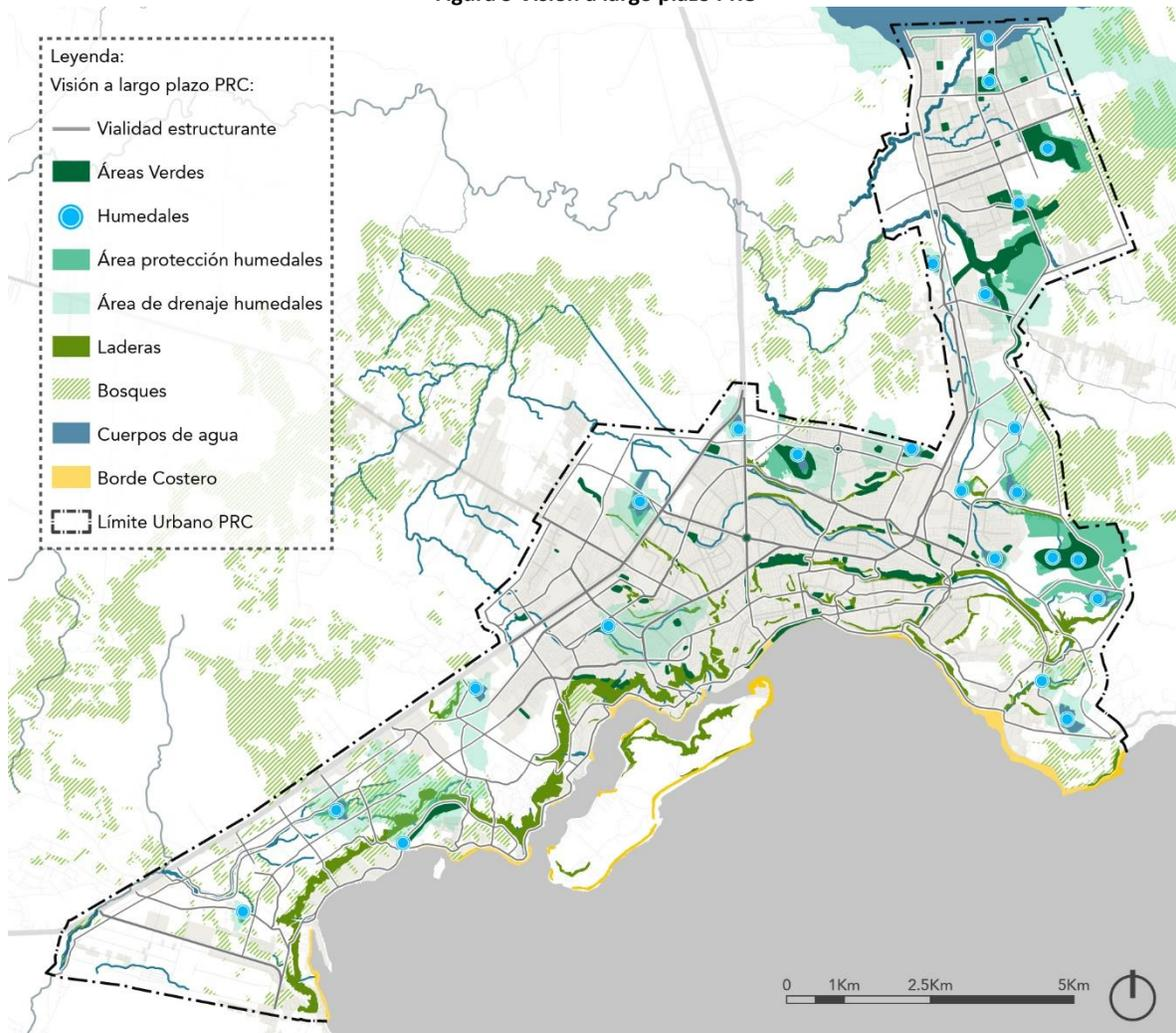 Leyenda:
Visión a largo plazo PRC:
Vialidad estructurante
Áreas Verdes
Humedales
Área protección humedales
Área de drenaje humedales
Laderas
Bosques
Cuerpos de agua
Borde Costero
Límite Urbano PRC
0 1Km 2.5Km 5Km